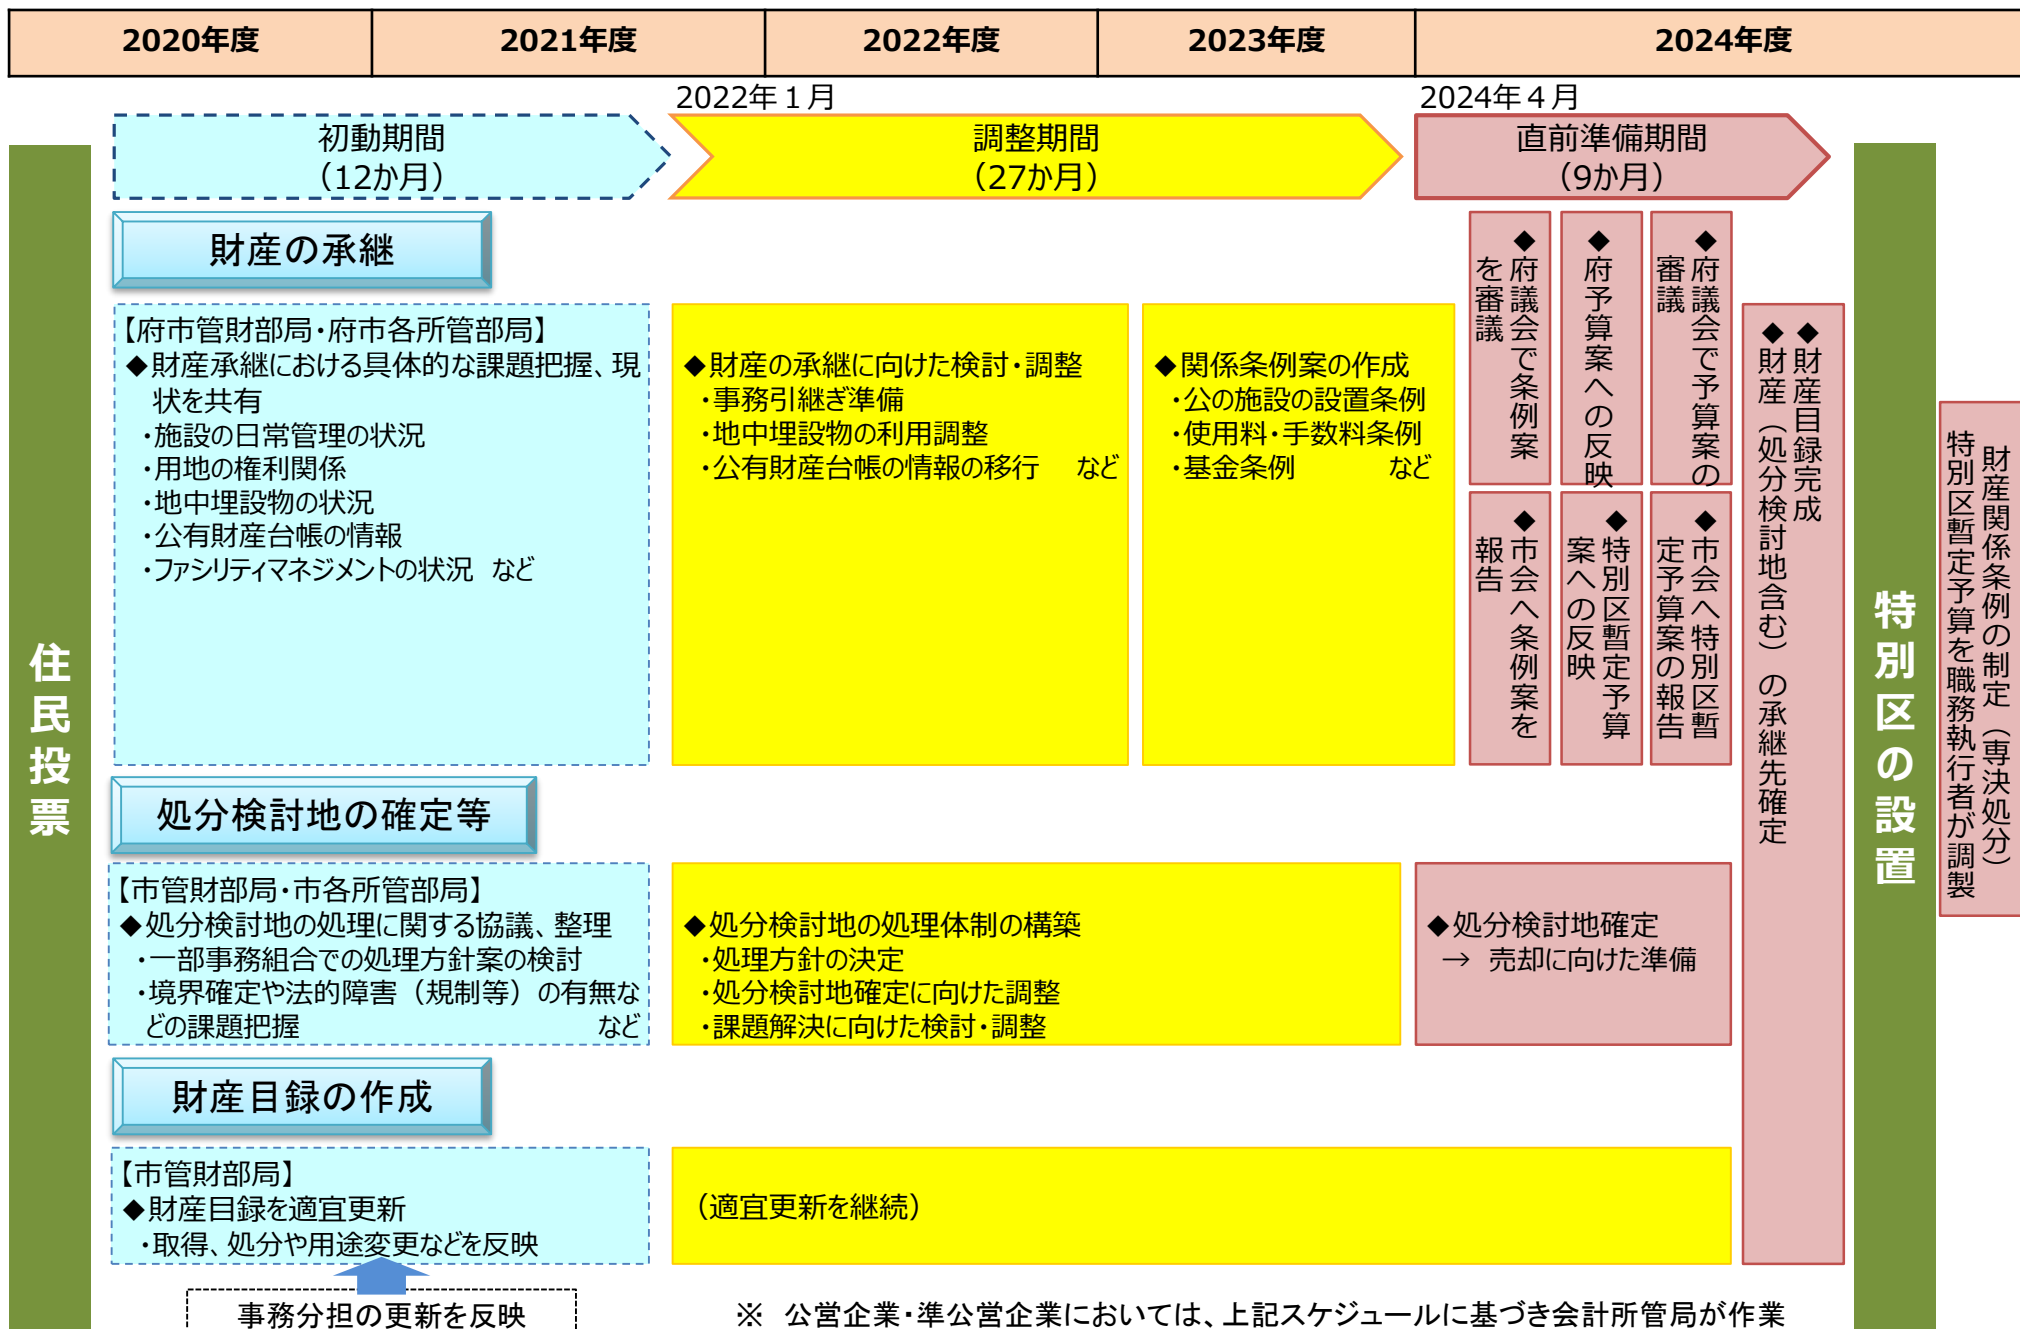 2020年度
2021年度
2022年度
2023年度
2024年度
2022年１月
2024年４月
初動期間
（12か月）
調整期間
（27か月）
直前準備期間
（9か月）
住民投票
財産の承継
【府市管財部局・府市各所管部局】
◆財産承継における具体的な課題把握、現
状を共有
・施設の日常管理の状況
・用地の権利関係
・地中埋設物の状況
・公有財産台帳の情報
・ファシリティマネジメントの状況　など
◆財産の承継に向けた検討・調整
・事務引継ぎ準備
・地中埋設物の利用調整
・公有財産台帳の情報の移行　など
◆関係条例案の作成
・公の施設の設置条例
・使用料・手数料条例
・基金条例　など
◆府議会で条例案
を審議
◆府予算案への反映
◆府議会で予算案の
審議
◆市会へ条例案を
報告
◆特別区暫定予算
案への反映
◆市会へ特別区暫
定予算案の報告
◆財産目録完成
◆財産（処分検討地含む）の承継先確定
処分検討地の確定等
【市管財部局・市各所管部局】
◆処分検討地の処理に関する協議、整理
・一部事務組合での処理方針案の検討
・境界確定や法的障害（規制等）の有無な
どの課題把握　など
◆処分検討地の処理体制の構築
・処理方針の決定
・処分検討地確定に向けた調整
・課題解決に向けた検討・調整
◆処分検討地確定
→　売却に向けた準備
財産目録の作成
【市管財部局】
◆財産目録を適宜更新
・取得、処分や用途変更などを反映
（適宜更新を継続）
事務分担の更新を反映
※　公営企業・準公営企業においては、上記スケジュールに基づき会計所管局が作業
特別区の設置
財産関係条例の制定（専決処分）
特別区暫定予算を職務執行者が調製